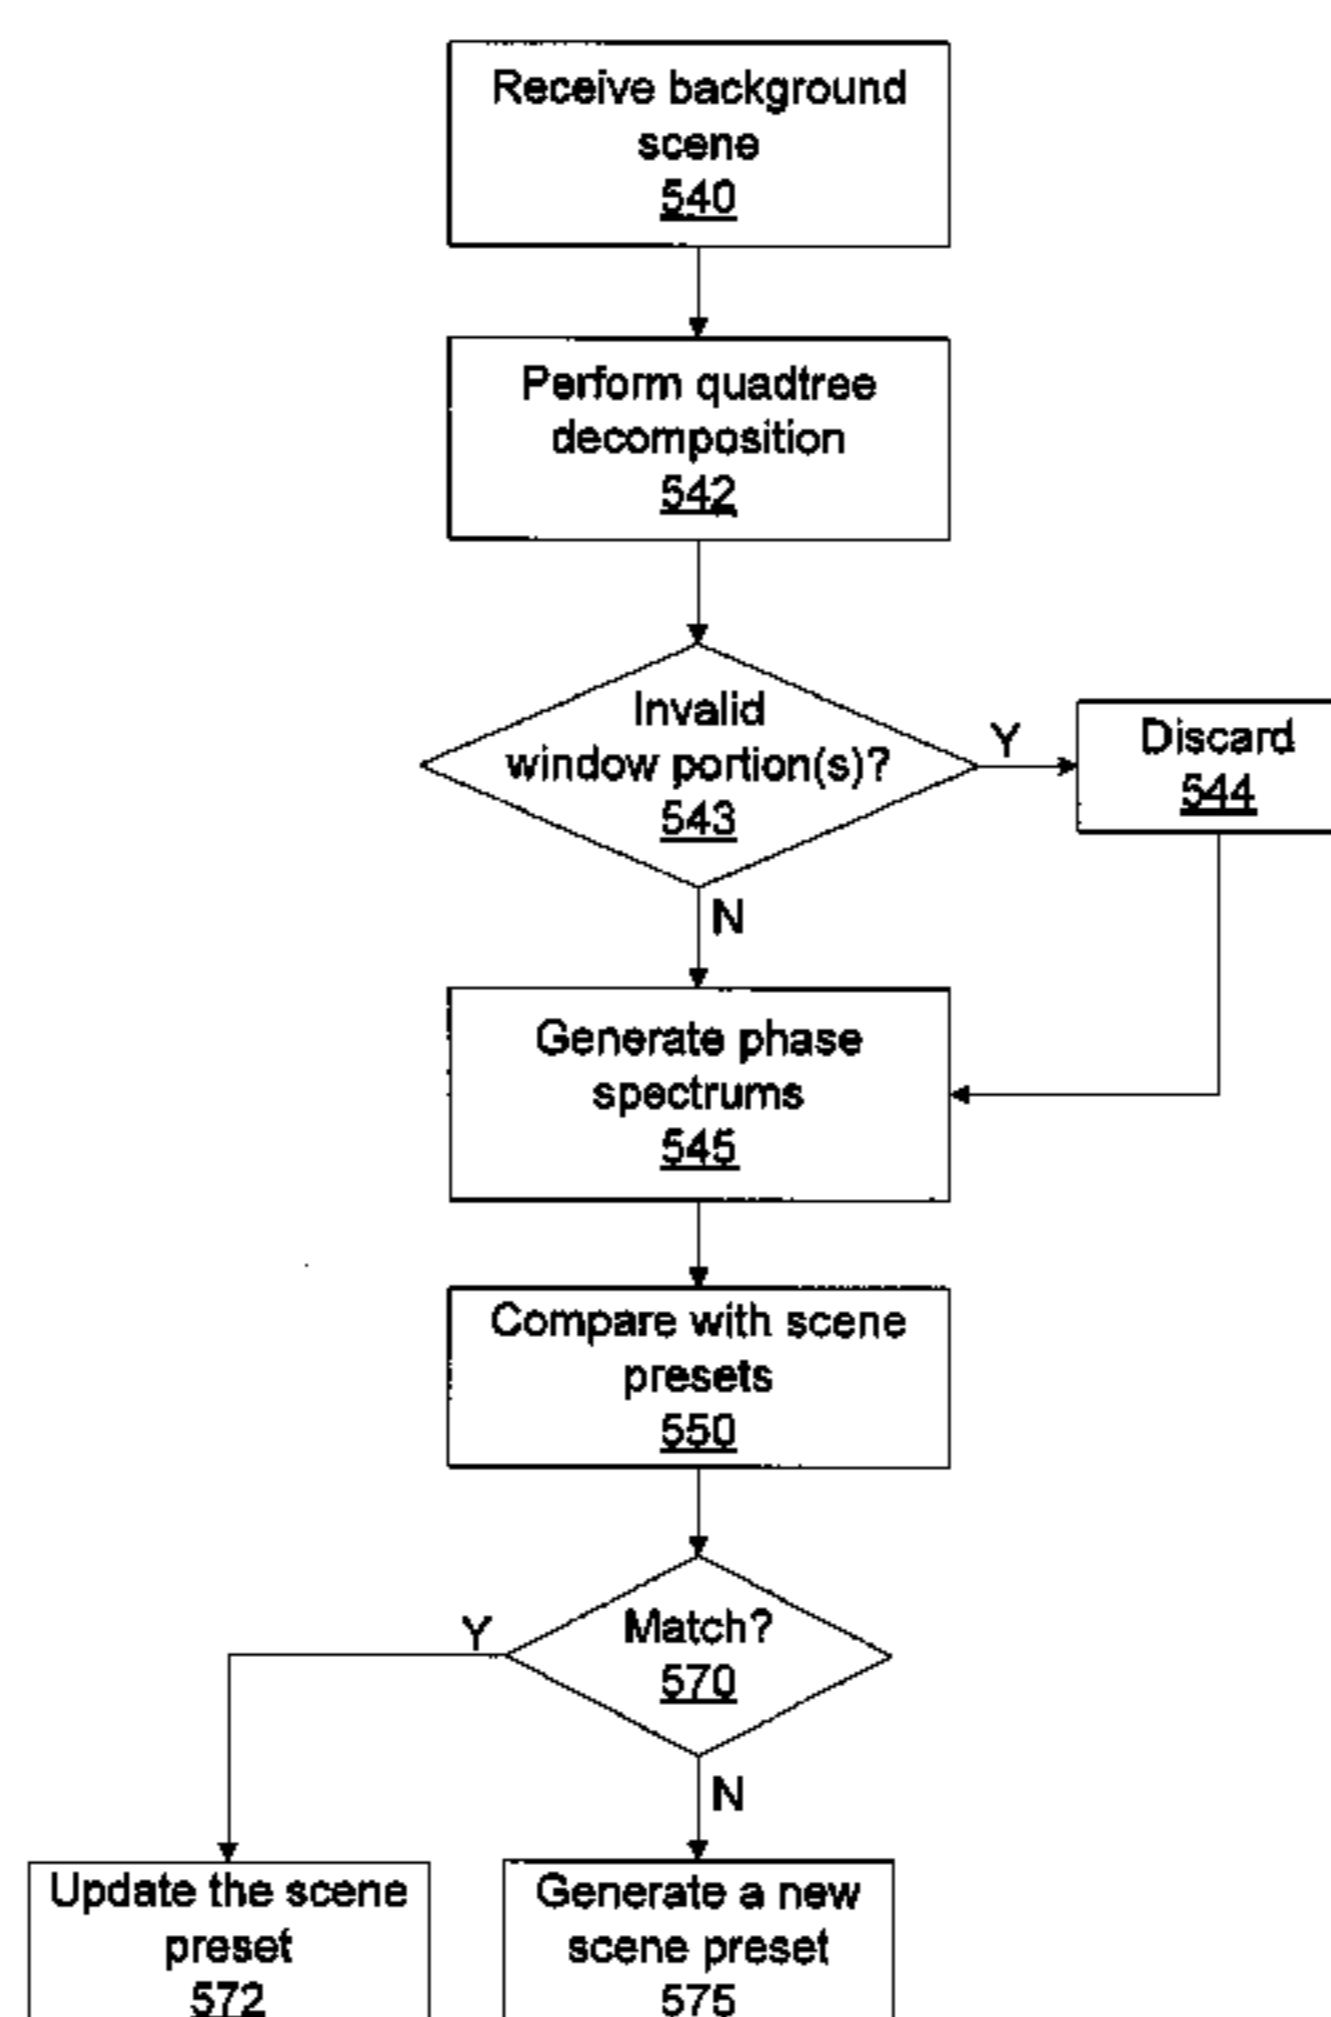 Receive background
scene
540
Perform quadtree
decomposition
542
Invalid
window portion(s)?
543
Y
Discard
544
N
Generate phase
spectrums
545
Compare with scene
presets
550
Match?
570
Y
N
Update the scene
preset
572
Generate a new
scene preset
575